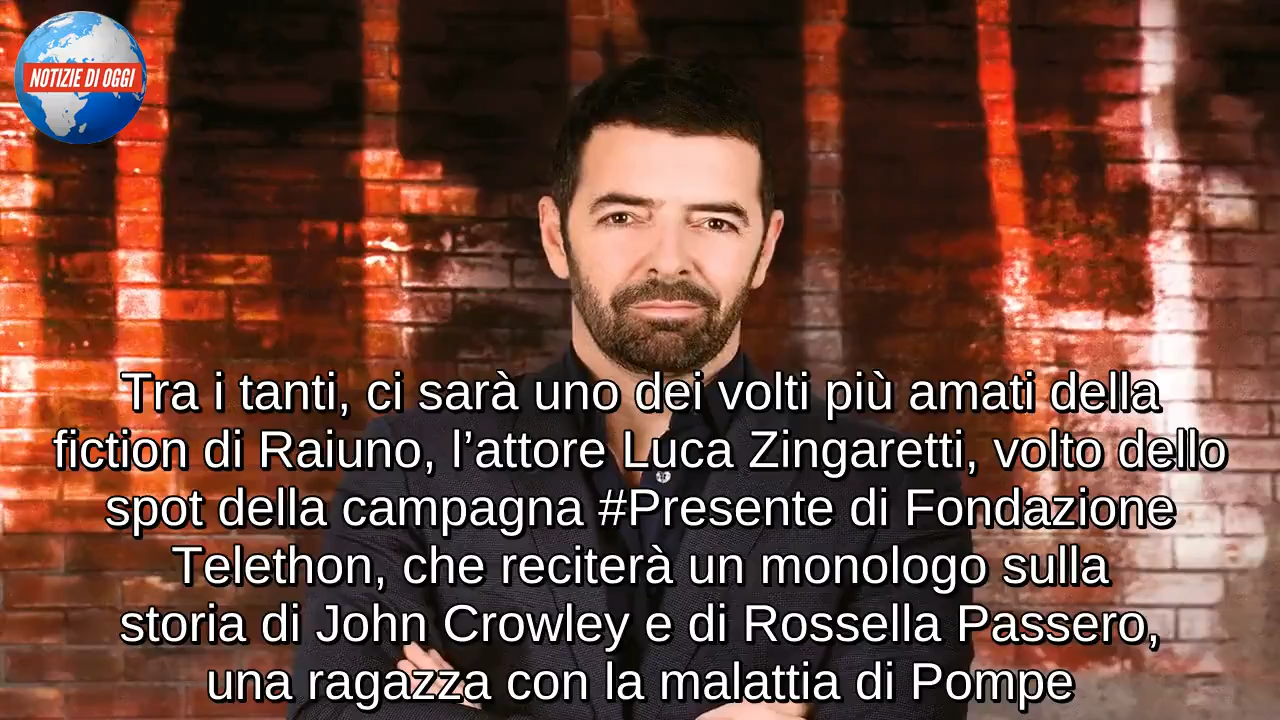 NOTIZIE DI OGGI
Tra i tanti, ci sarà uno dei volti più amati della
fiction di Raiuno, l’attore Luca Zingaretti, volto dello
spot della campagna #Presente di Fondazione
Telethon, che reciterà un monologo sulla
storia di John Crowley e di Rossella Passero,
una ragazza con la malattia di Pompe